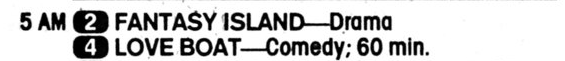 5 AM 2 FANTASY ISLAND—Drama
4 LOVE BOAT—Comedy; 60 min.